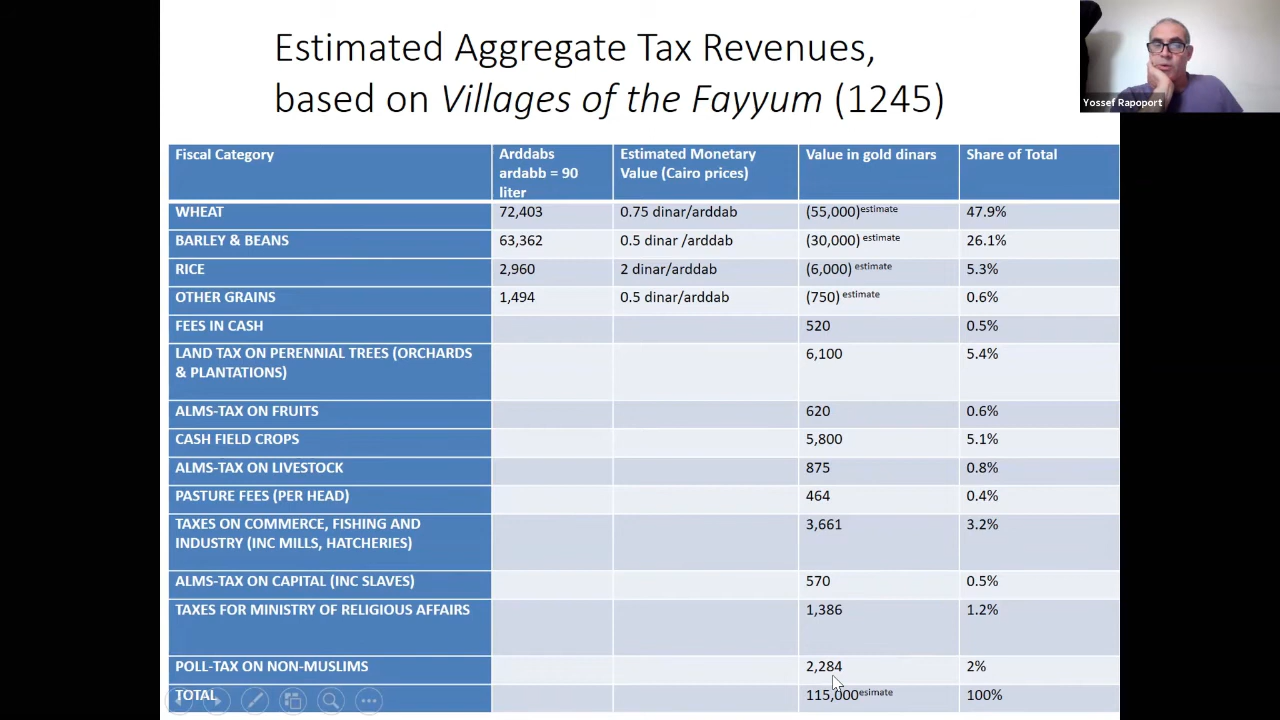 Estimated Aggregate Tax Revenues,
based on Villages of the Fayyum (1245)
Yossef Rapoport
Fiscal Category Arddabs ardabb = 90 liter Estimated Monetary Value (Cairo prices) Value in gold dinars Share of Total
WHEAT 72,403 0.75 dinar/arddab (55,000)estimate 47.9%
BARLEY & BEANS 63,362 0.5 dinar /arddab (30,000) estimate 26.1%
RICE 2,960 2 dinar/arddab (6,000) estimate 5.3%
OTHER GRAINS 1,494 0.5 dinar/arddab (750) estimate 0.6%
FEES IN CASH 520 0.5%
LAND TAX ON PERENNIAL TREES (ORCHARDS & PLANTATIONS) 6,100 5.4%
ALMS-TAX ON FRUITS 620 0.6%
CASH FIELD CROPS 5,800 5.1%
ALMS-TAX ON LIVESTOCK 875 0.8%
PASTURE FEES (PER HEAD) 464 0.4%
TAXES ON COMMERCE, FISHING AND INDUSTRY (INC MILLS, HATCHERIES) 3,661 3.2%
ALMS-TAX ON CAPITAL (INC SLAVES) 570 0.5%
TAXES FOR MINISTRY OF RELIGIOUS AFFAIRS 1,386 1.2%
POLL-TAX ON NON-MUSLIMS 2,284 2%
TOTAL 115,000esimate 100%